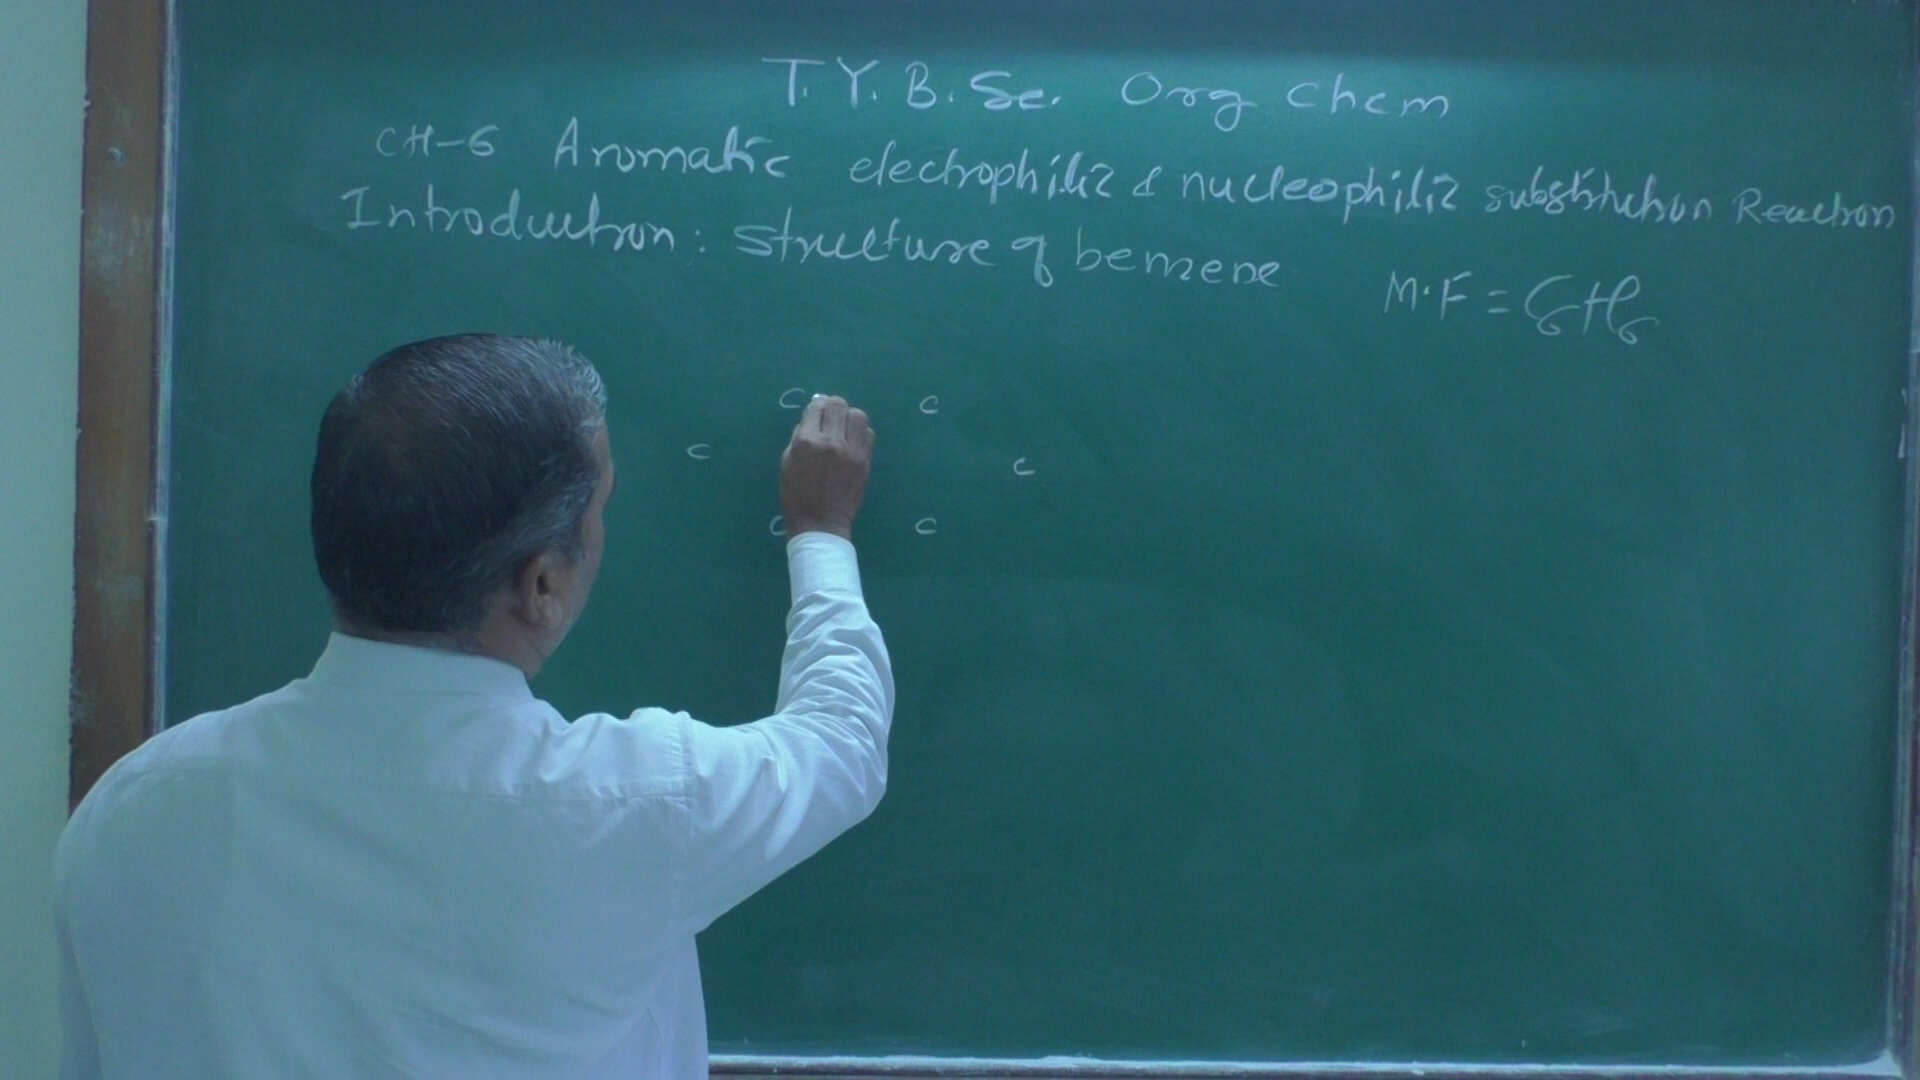 T.Y. B.Sc. Org Chem
CH-6 Aromatic electrophilic & nucleophilic substitution Reaction
Introduction: structure of benzene M.F = C6H6
C C
C C
C C